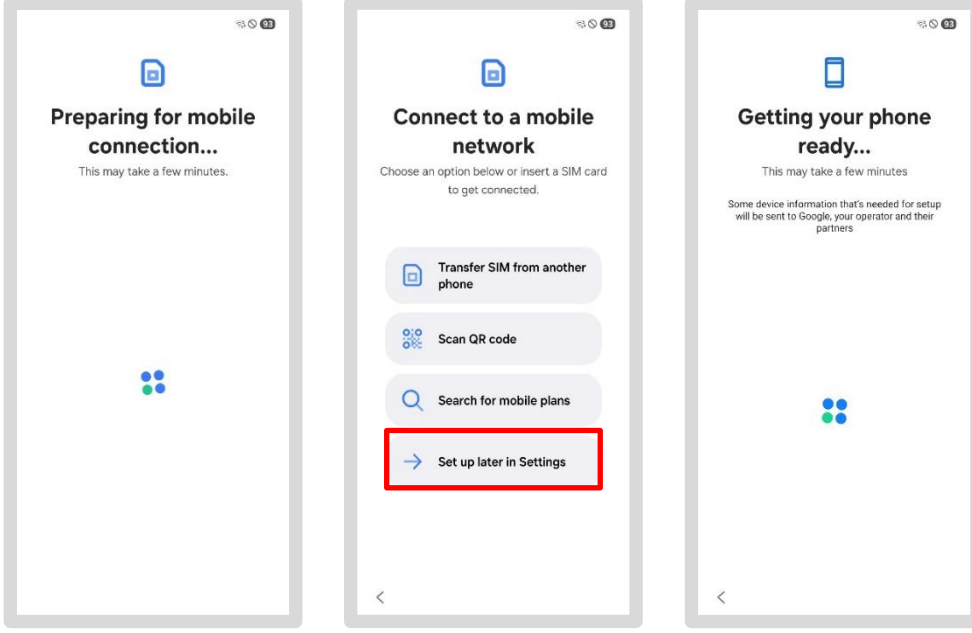 93
Preparing for mobile
connection...
This may take a few minutes.
93
Connect to a mobile
network
Choose an option below or insert a SIM card
to get connected.
Transfer SIM from another
phone
Scan QR code
Search for mobile plans
Set up later in Settings
93
Getting your phone
ready...
This may take a few minutes
Some device information that's needed for setup
will be sent to Google, your operator and their
partners